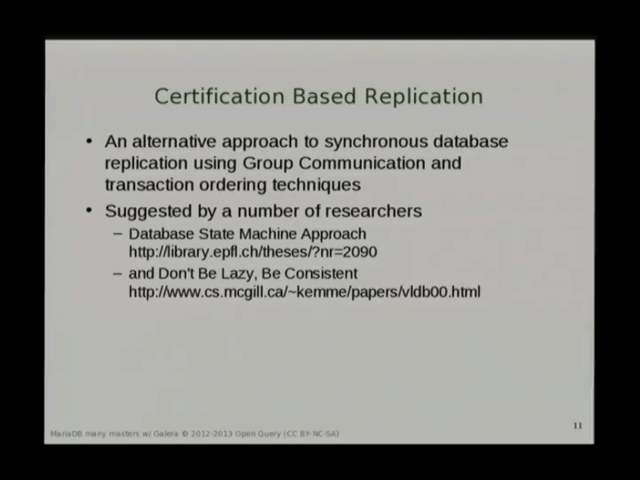 Certification Based Replication
• An alternative approach to synchronous database
replication using Group Communication and
transaction ordering techniques
• Suggested by a number of researchers
– Database State Machine Approach
http://library.epfl.ch/theses/?nr=2090
– and Don't Be Lazy, Be Consistent
http://www.cs.mcgill.ca/~kemme/papers/vldb00.html
MariaDB many masters w/ Galera © 2012-2013 Open Query (CC BY-NC-SA)
11